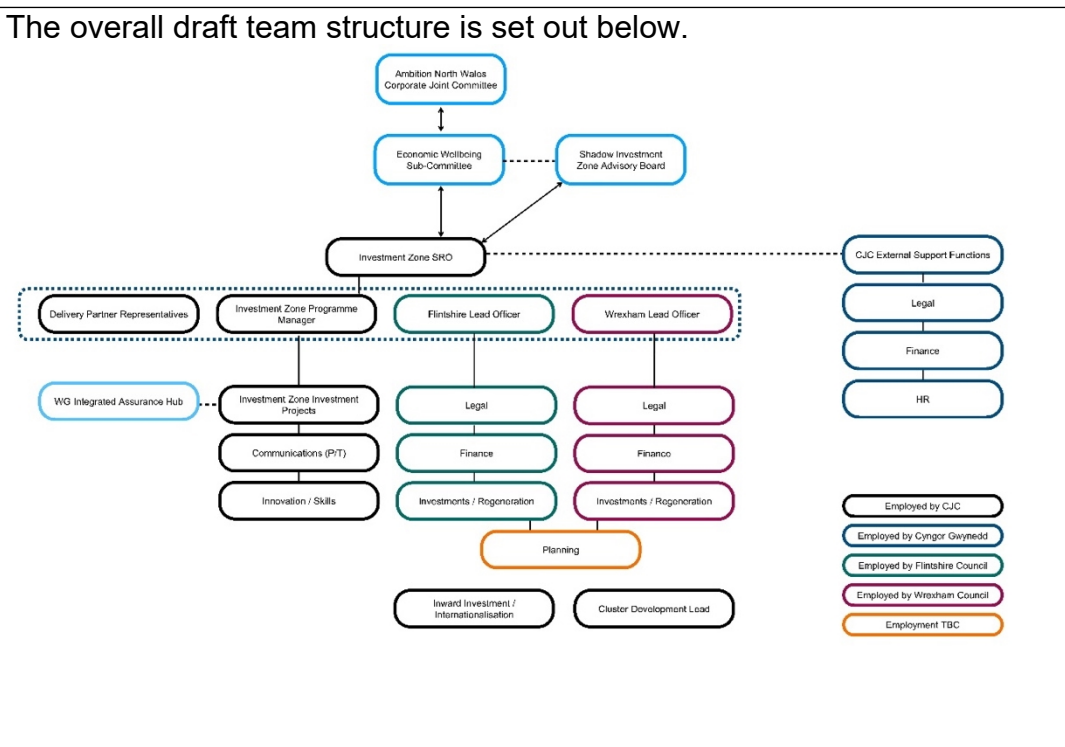 The overall draft team structure is set out below.
Ambition North Wales
Corporate Joint Committee
Economic Wellbeing
Sub-Committee
Shadow Investment
Zone Advisory Board
Investment Zone SRO
CJC External Support Functions
Legal
Finance
HR
Delivery Partner Representatives
Investment Zone Programme
Manager
Flintshire Lead Officer
Wrexham Lead Officer
WG Integrated Assurance Hub
Investment Zone Investment
Projects
Legal
Legal
Communications (P/T)
Finance
Finance
Innovation / Skills
Investments / Regeneration
Investments / Regeneration
Planning
Inward Investment /
Internationalisation
Cluster Development Lead
Employed by CJC
Employed by Cyngor Gwynedd
Employed by Flintshire Council
Employed by Wrexham Council
Employment TBC